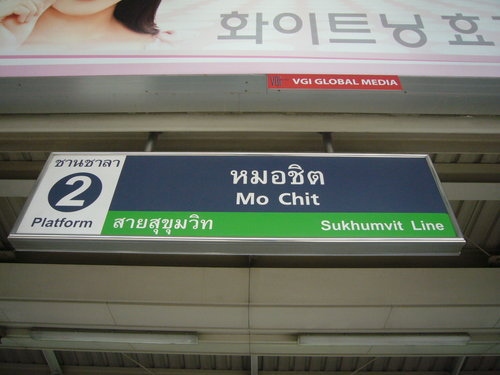 화이트닝 효
VGI GLOBAL MEDIA
ชานชาลา
2
Platform
หมอชิต
Mo Chit
สายสุขุมวิท
Sukhumvit Line